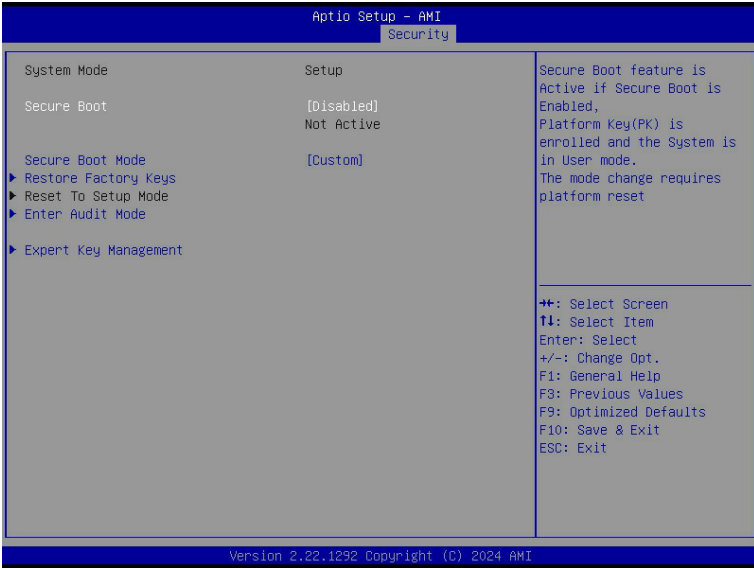 Aptio Setup – AMI
Security
System Mode Setup
Secure Boot [Disabled]
Not Active
Secure Boot Mode [Custom]
Restore Factory Keys
Reset To Setup Mode
Enter Audit Mode
Expert Key Management
Secure Boot feature is
Active if Secure Boot is
Enabled,
Platform Key(PK) is
enrolled and the System is
in User mode.
The mode change requires
platform reset
→←: Select Screen
↑↓: Select Item
Enter: Select
+/-: Change Opt.
F1: General Help
F3: Previous Values
F9: Optimized Defaults
F10: Save & Exit
ESC: Exit
Version 2.22.1292 Copyright (C) 2024 AMI